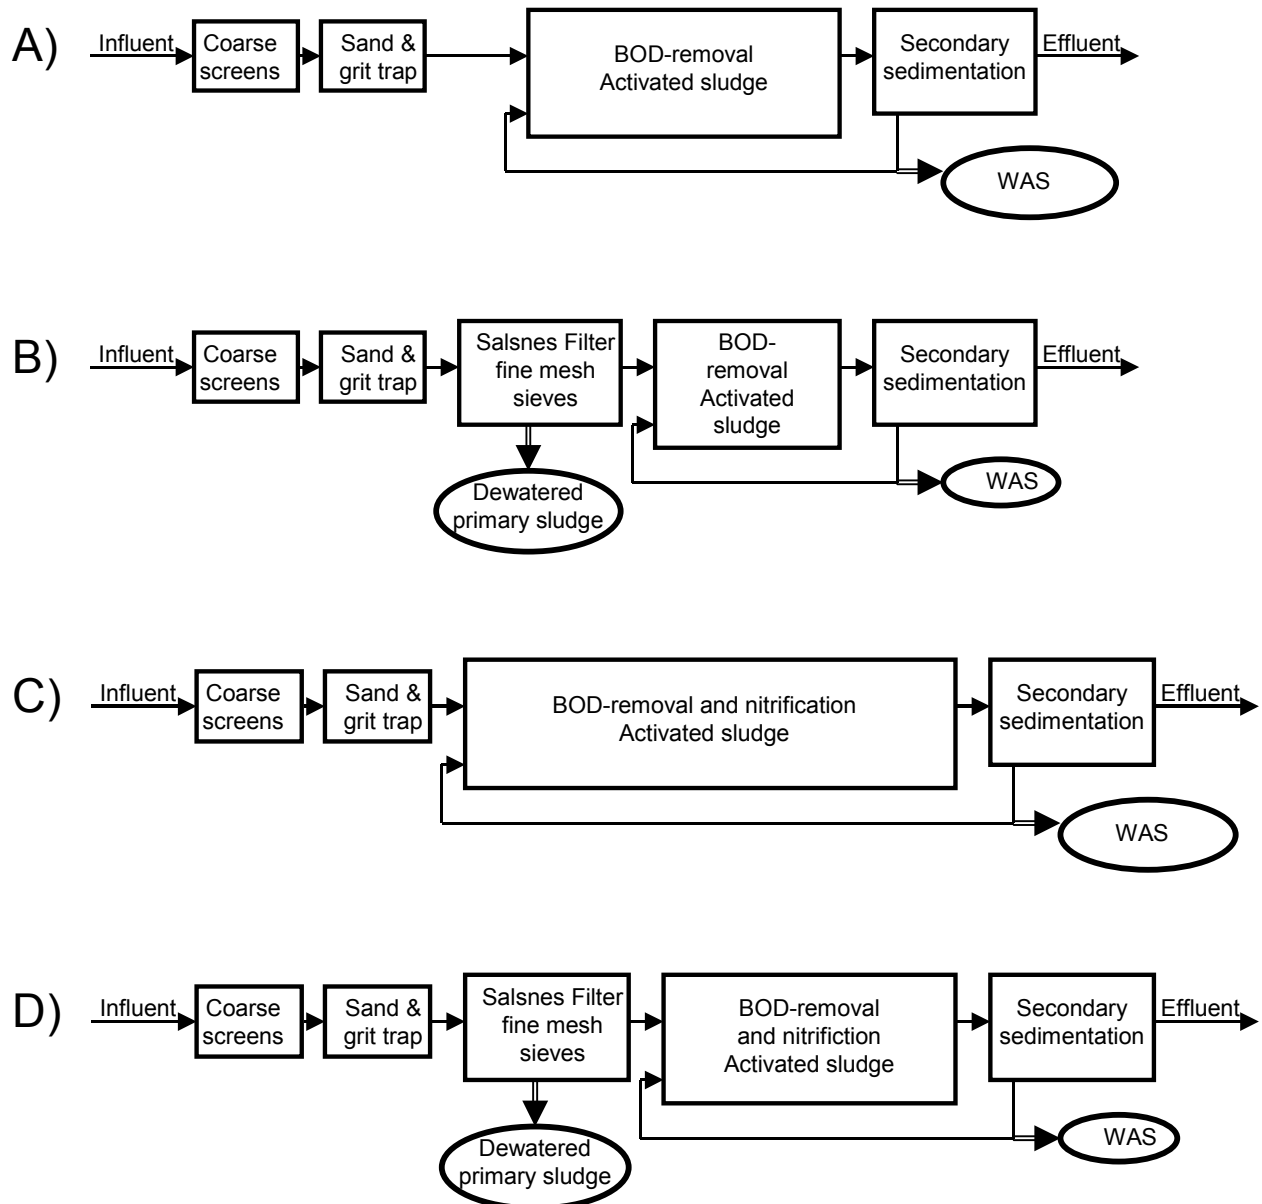 A)
Influent
Coarse
screens
Sand &
grit trap
BOD-removal
Activated sludge
Secondary
sedimentation
Effluent
WAS
B)
Influent
Coarse
screens
Sand &
grit trap
Salsnes Filter
fine mesh
sieves
BOD-
removal
Activated
sludge
Secondary
sedimentation
Effluent
Dewatered
primary sludge
WAS
C)
Influent
Coarse
screens
Sand &
grit trap
BOD-removal and nitrification
Activated sludge
Secondary
sedimentation
Effluent
WAS
D)
Influent
Coarse
screens
Sand &
grit trap
Salsnes Filter
fine mesh
sieves
BOD-removal
and nitrifiction
Activated sludge
Secondary
sedimentation
Effluent
Dewatered
primary sludge
WAS